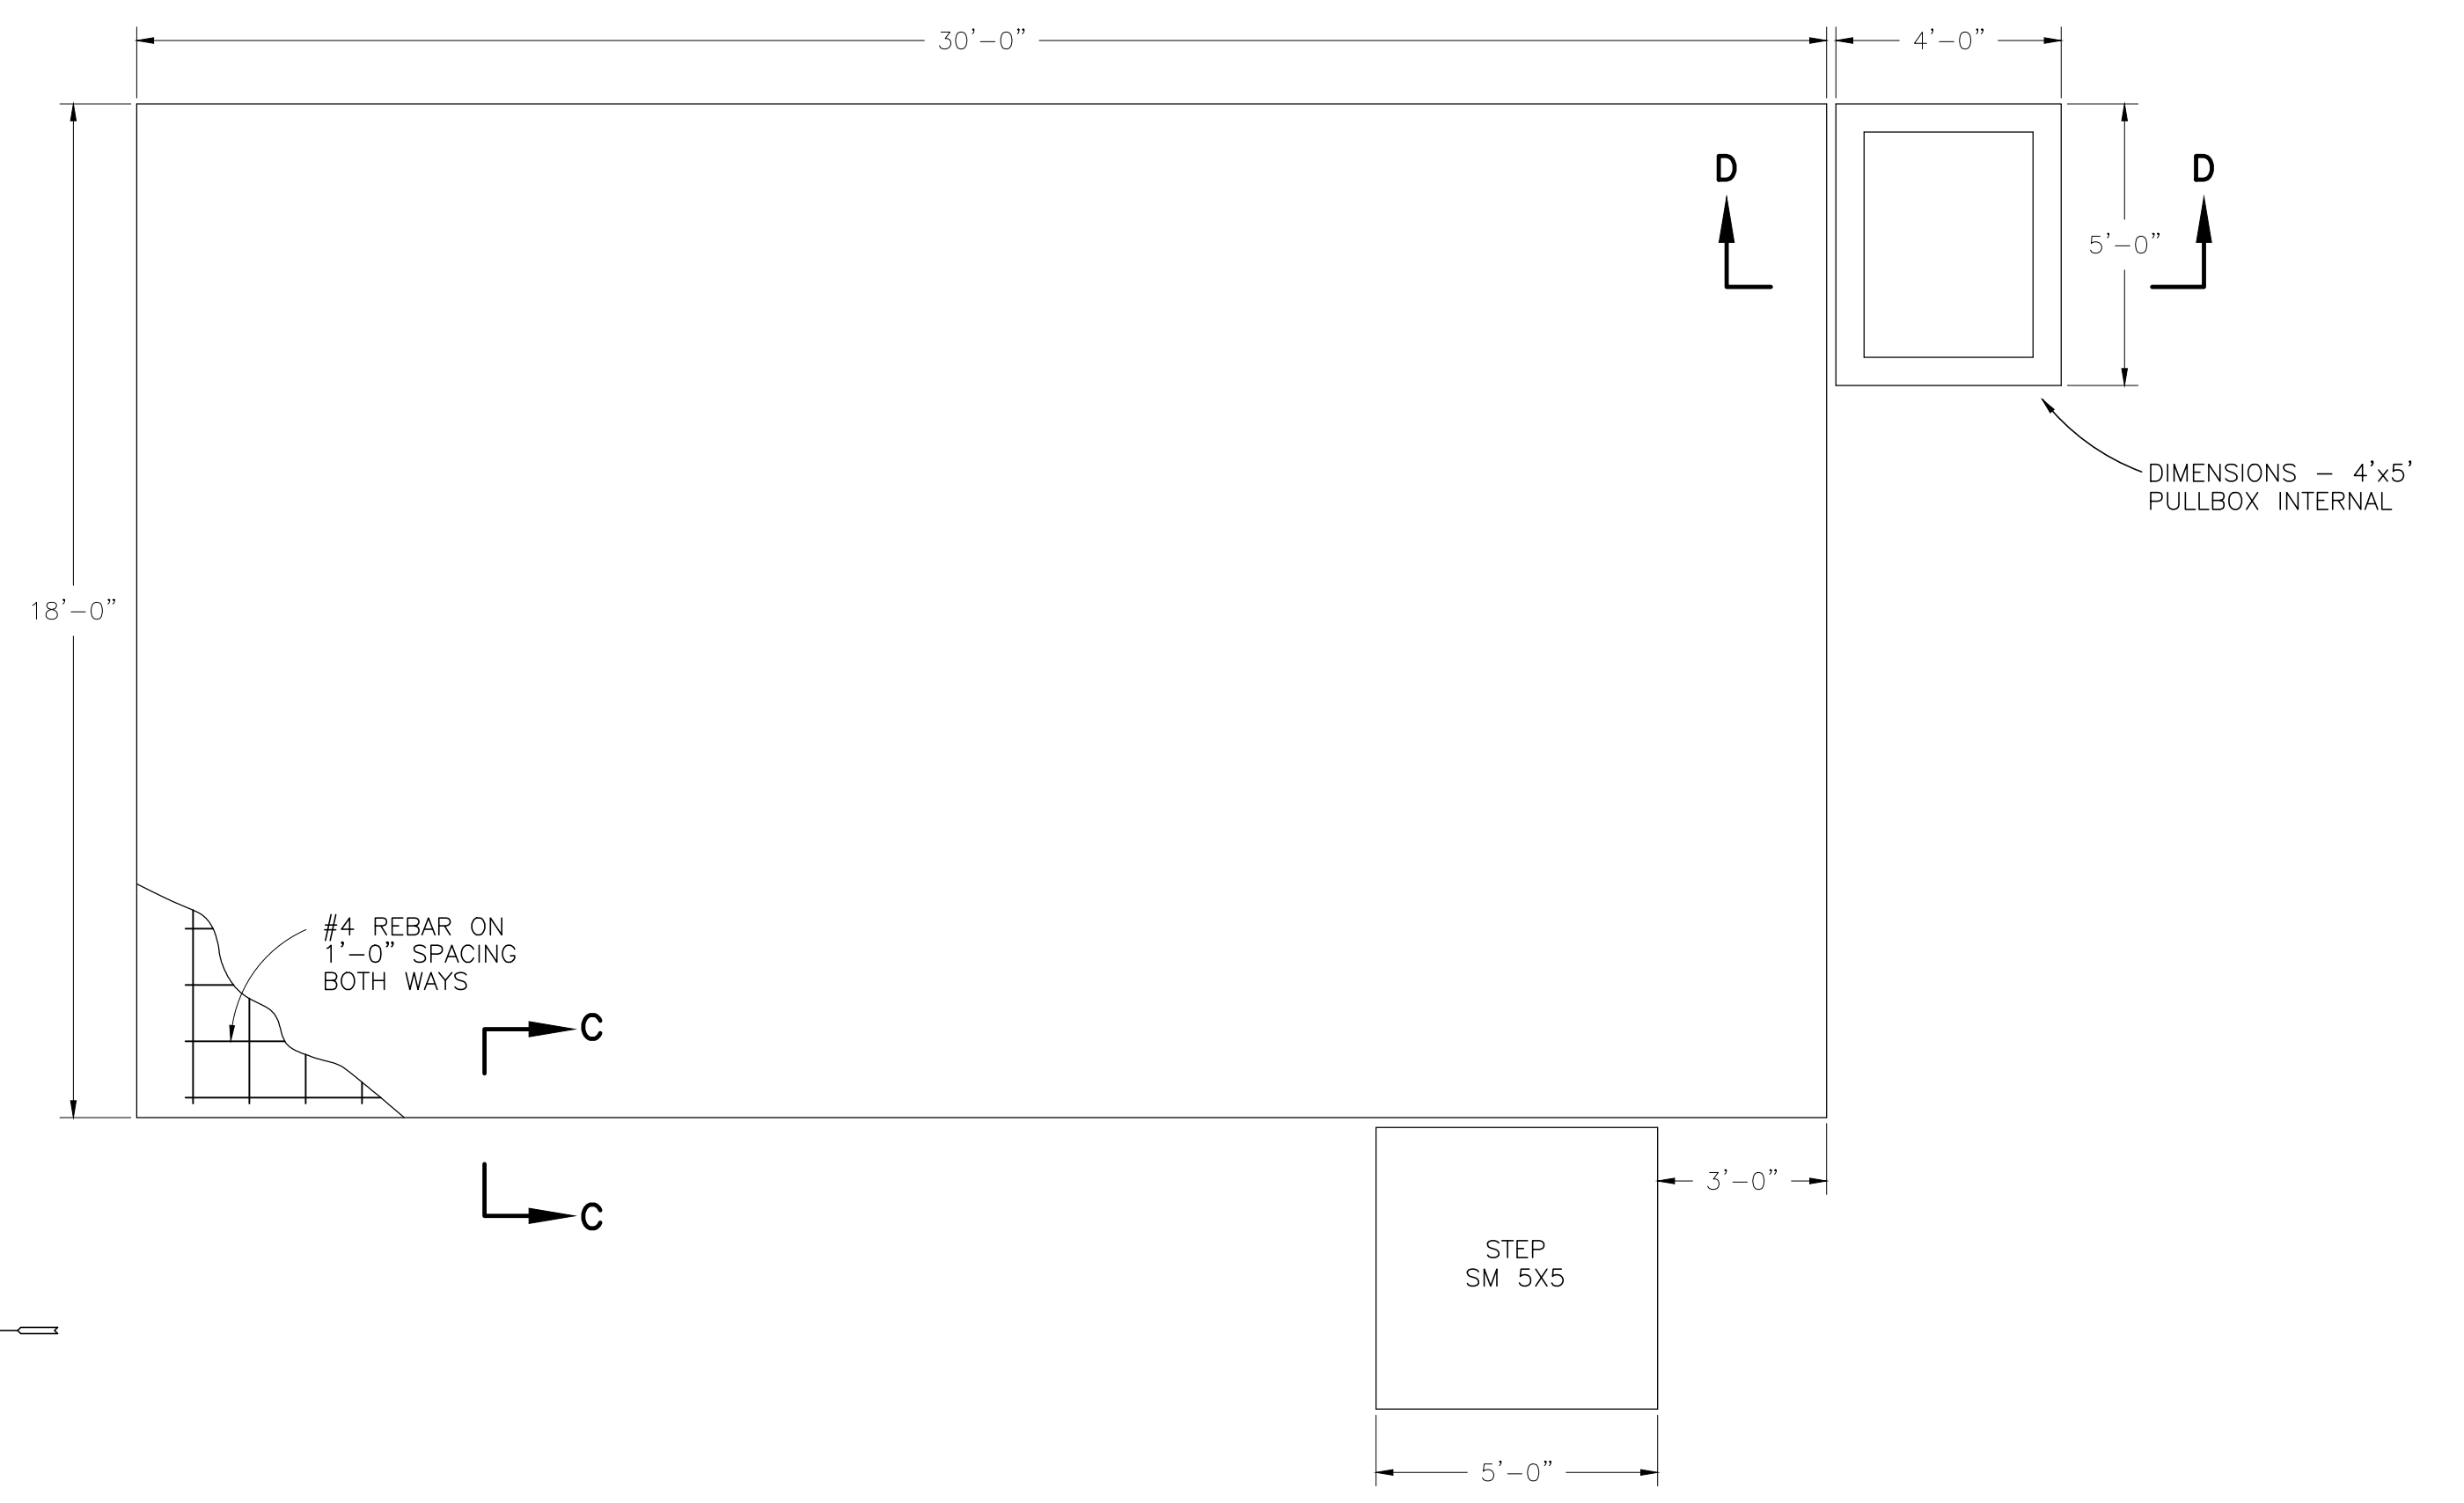 30'-0"
4'-0"
D
D
5'-0"
DIMENSIONS - 4'x5'
PULLBOX INTERNAL
18'-0"
#4 REBAR ON
1'-0" SPACING
BOTH WAYS
C
C
3'-0"
STEP
SM 5X5
5'-0"